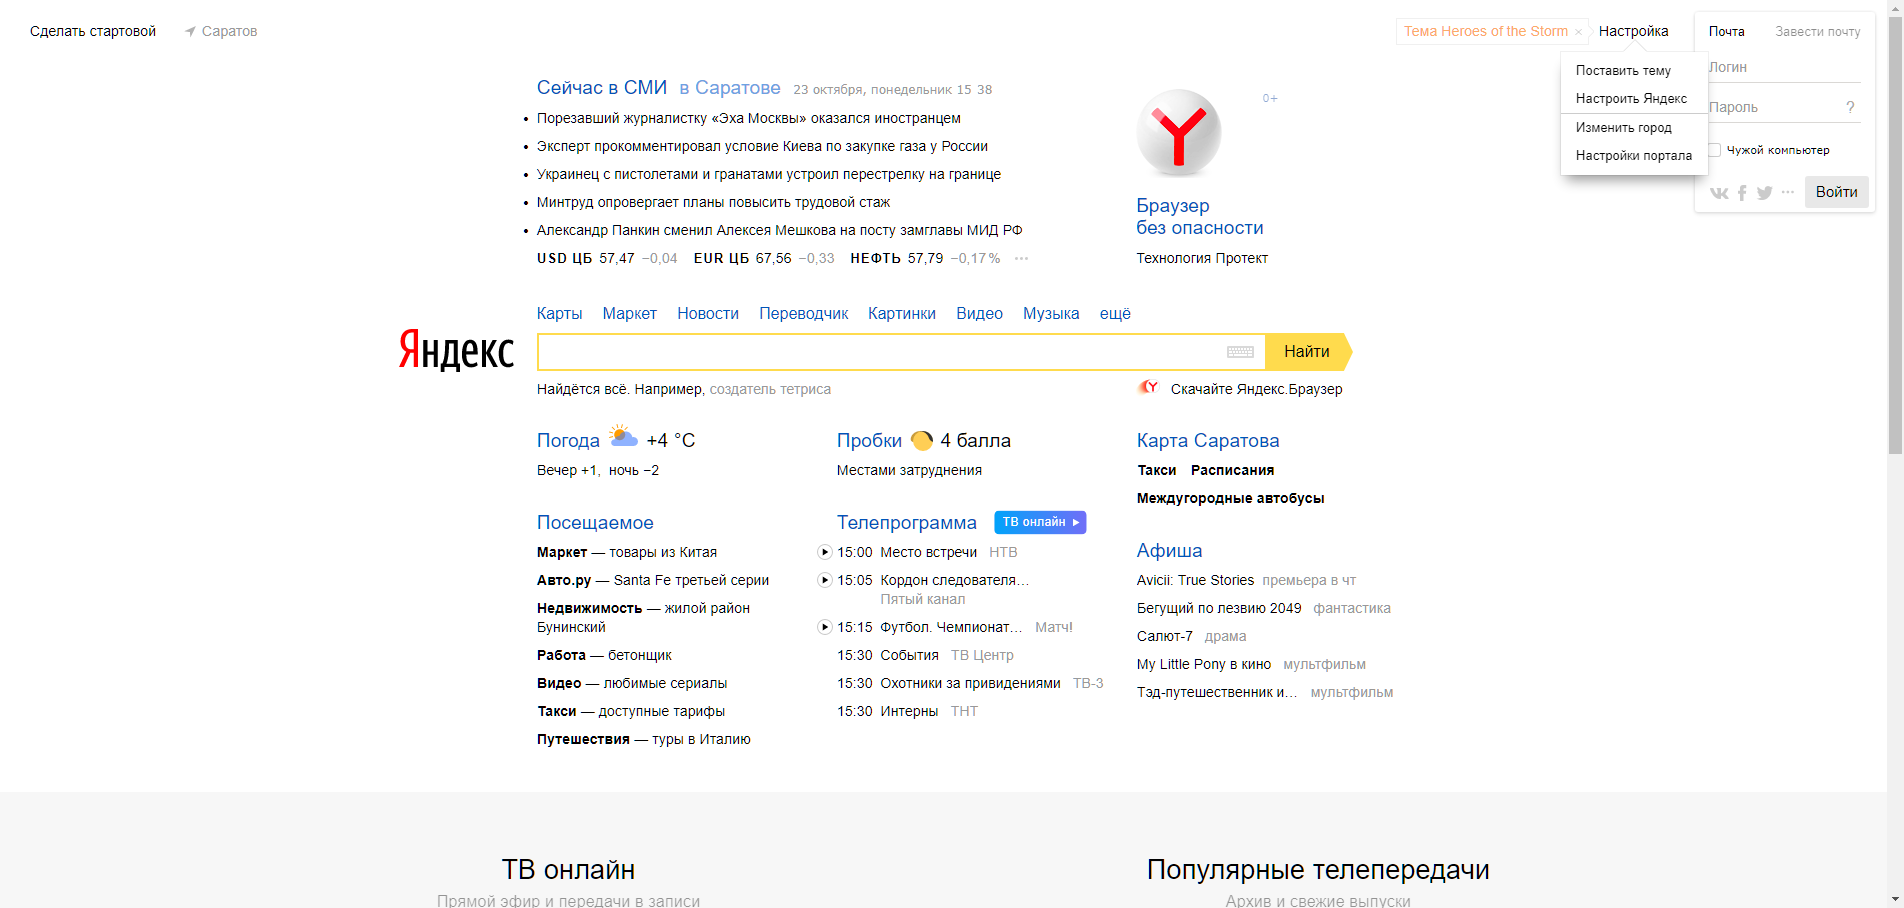 Сделать стартовой
Саратов
Тема Heroes of the Storm ×
Настройка
Поставить тему
Настроить Яндекс
Изменить город
Настройки портала
Почта
Завести почту
Логин
Пароль ?
Чужой компьютер
Войти
Сейчас в СМИ в Саратове 23 октября, понедельник 15 38
Порезавший журналистку «Эха Москвы» оказался иностранцем
Эксперт прокомментировал условие Киева по закупке газа у России
Украинец с пистолетами и гранатами устроил перестрелку на границе
Минтруд опровергает планы повысить трудовой стаж
Александр Панкин сменил Алексея Мешкова на посту замглавы МИД РФ
USD ЦБ 57,47 −0,04 EUR ЦБ 67,56 −0,33 НЕФТЬ 57,79 −0,17% ···
0+
Браузер
без опасности
Технология Протект
Карты Маркет Новости Переводчик Картинки Видео Музыка ещё
Яндекс
Найти
Найдётся всё. Например, создатель тетриса
Скачайте Яндекс.Браузер
Погода +4 °C
Вечер +1, ночь −2
Пробки 4 балла
Местами затруднения
Карта Саратова
Такси Расписания
Междугородные автобусы
Посещаемое
Маркет — товары из Китая
Авто.ру — Santa Fe третьей серии
Недвижимость — жилой район
Бунинский
Работа — бетонщик
Видео — любимые сериалы
Такси — доступные тарифы
Путешествия — туры в Италию
Телепрограмма ТВ онлайн
15:00 Место встречи НТВ
15:05 Кордон следователя…
Пятый канал
15:15 Футбол. Чемпионат… Матч!
15:30 События ТВ Центр
15:30 Охотники за привидениями ТВ-3
15:30 Интерны ТНТ
Афиша
Avicii: True Stories премьера в чт
Бегущий по лезвию 2049 фантастика
Салют-7 драма
My Little Pony в кино мультфильм
Тэд-путешественник и… мультфильм
ТВ онлайн
Прямой эфир и передачи в записи
Популярные телепередачи
Архив и свежие выпуски